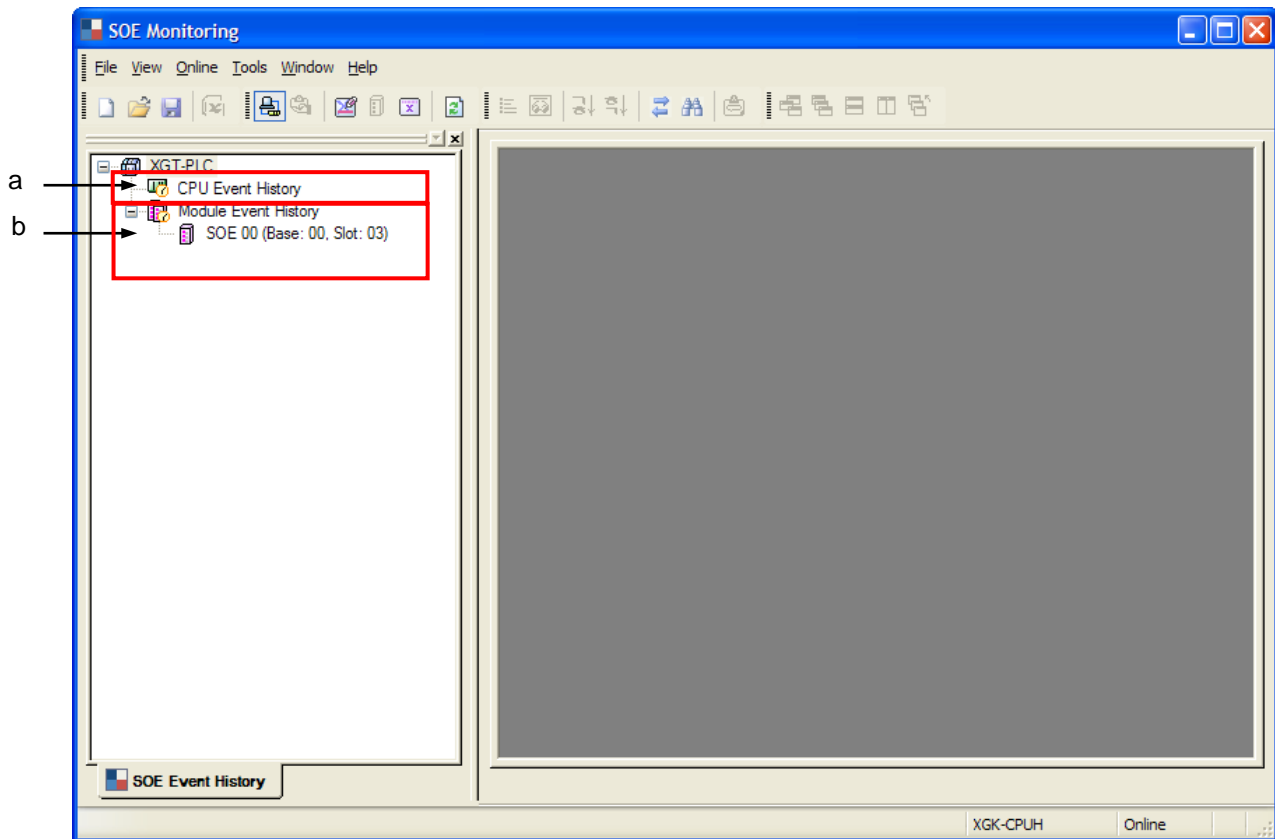 SOE Monitoring
File View Online Tools Window Help
XGT-PLC
a
CPU Event History
Module Event History
b
SOE 00 (Base: 00, Slot: 03)
SOE Event History
XGK-CPUH Online